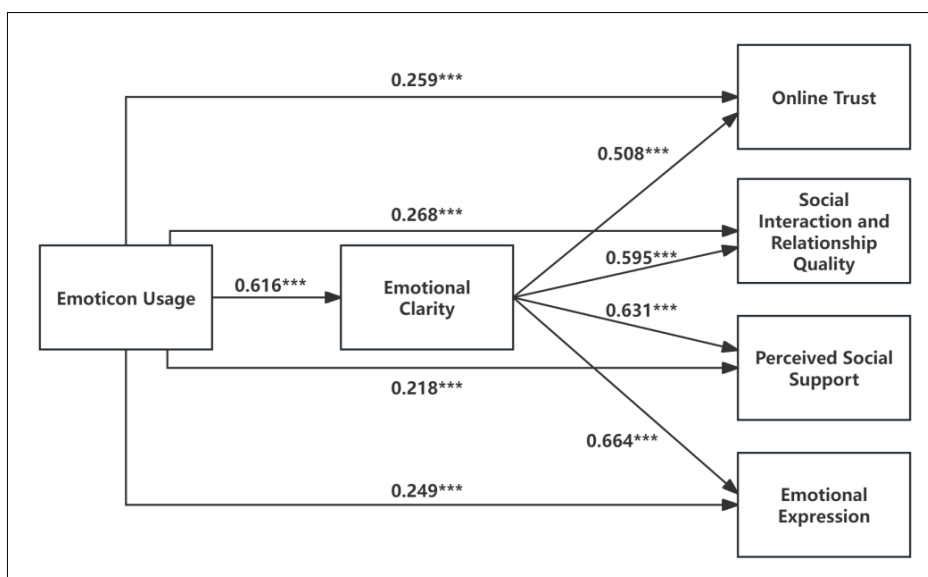 0.259***
Online Trust
0.508***
Social
Interaction and
Relationship
Quality
0.268***
0.595***
Emoticon Usage
0.616***
Emotional
Clarity
0.631***
Perceived Social
Support
0.218***
0.664***
0.249***
Emotional
Expression